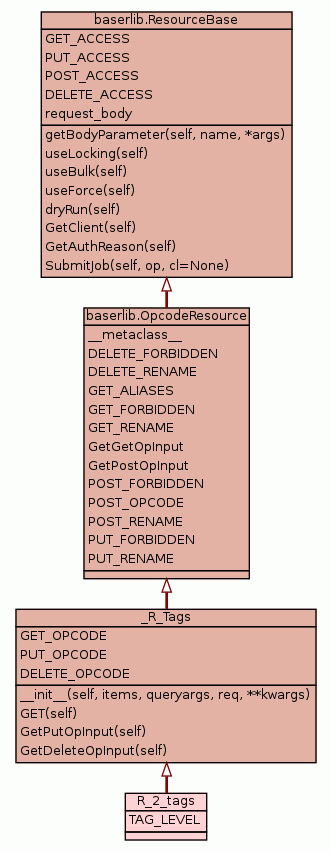 baserlib.ResourceBase
GET_ACCESS
PUT_ACCESS
POST_ACCESS
DELETE_ACCESS
request_body
getBodyParameter(self, name, *args)
useLocking(self)
useBulk(self)
useForce(self)
dryRun(self)
GetClient(self)
GetAuthReason(self)
SubmitJob(self, op, cl=None)
baserlib.OpcodeResource
__metaclass__
DELETE_FORBIDDEN
DELETE_RENAME
GET_ALIASES
GET_FORBIDDEN
GET_RENAME
GetGetOpInput
GetPostOpInput
POST_FORBIDDEN
POST_OPCODE
POST_RENAME
PUT_FORBIDDEN
PUT_RENAME
_R_Tags
GET_OPCODE
PUT_OPCODE
DELETE_OPCODE
__init__(self, items, queryargs, req, **kwargs)
GET(self)
GetPutOpInput(self)
GetDeleteOpInput(self)
R_2_tags
TAG_LEVEL